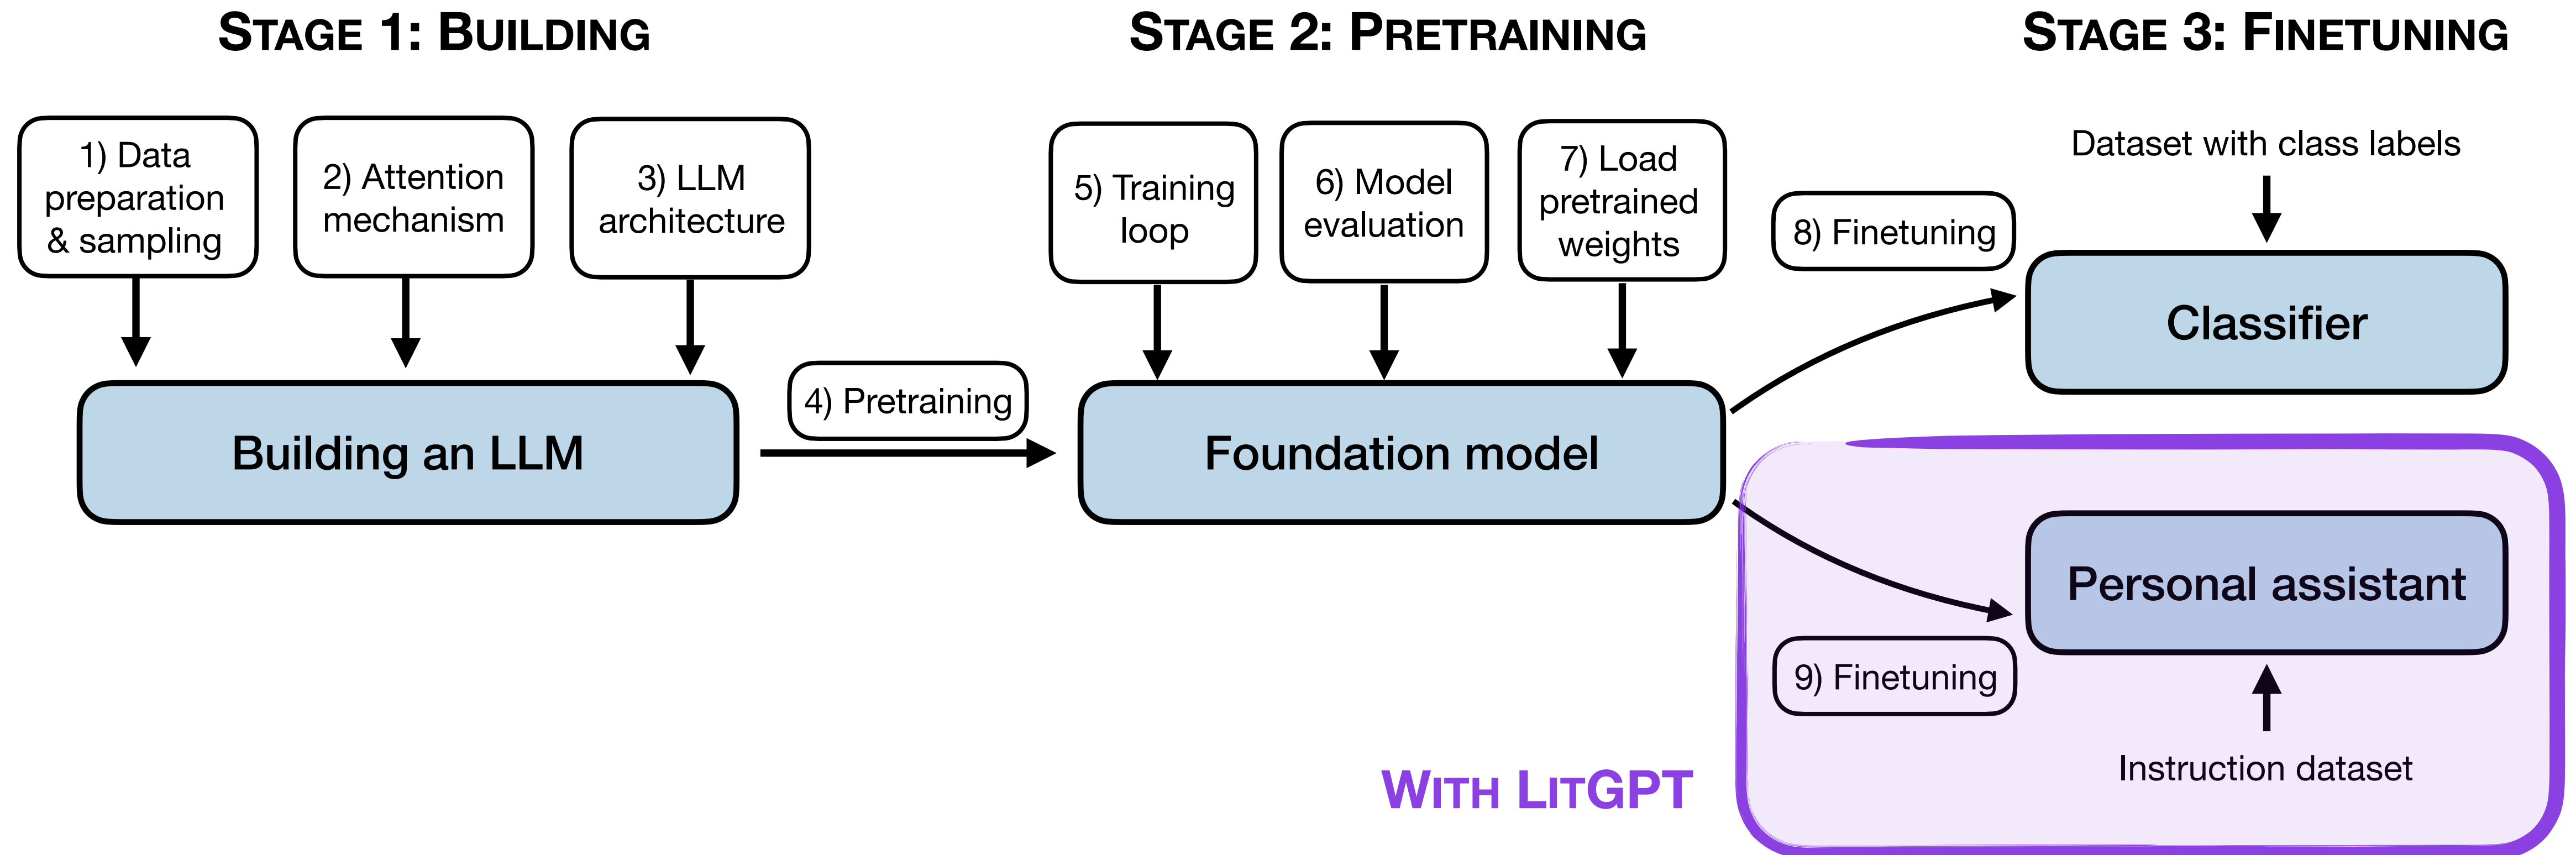 STAGE 1: BUILDING
STAGE 2: PRETRAINING
STAGE 3: FINETUNING
1) Data
preparation
& sampling
2) Attention
mechanism
3) LLM
architecture
Building an LLM
4) Pretraining
5) Training
loop
6) Model
evaluation
7) Load
pretrained
weights
Foundation model
8) Finetuning
Dataset with class labels
Classifier
9) Finetuning
Personal assistant
Instruction dataset
WITH LITGPT